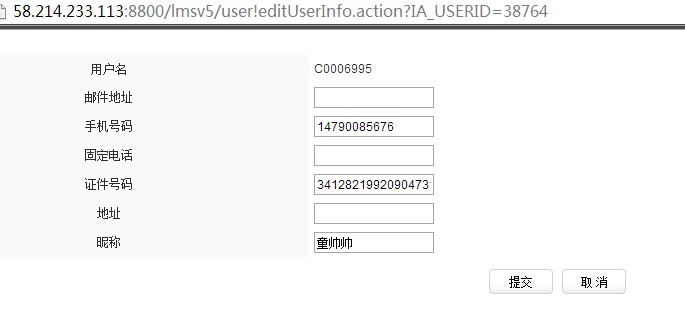 58.214.233.113:8800/lmsv5/user!editUserInfo.action?IA_USERID=38764
用户名 C0006995
邮件地址
手机号码 14790085676
固定电话
证件号码 3412821992090473
地址
昵称 童帅帅
提交 取 消